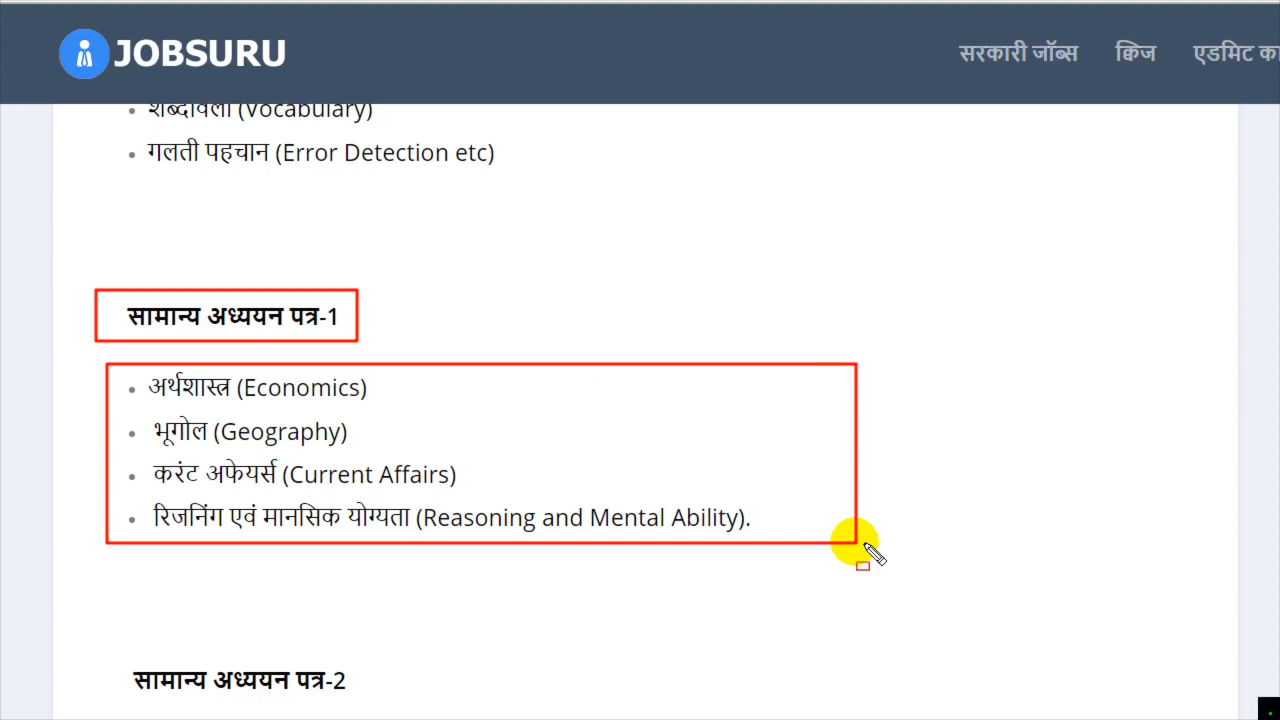 JOBSURU
सरकारी जॉब्स क्विज एडमिट का
शब्दावली (Vocabulary)
गलती पहचान (Error Detection etc)
सामान्य अध्ययन पत्र-1
अर्थशास्त्र (Economics)
भूगोल (Geography)
करंट अफेयर्स (Current Affairs)
रिजनिंग एवं मानसिक योग्यता (Reasoning and Mental Ability).
सामान्य अध्ययन पत्र-2